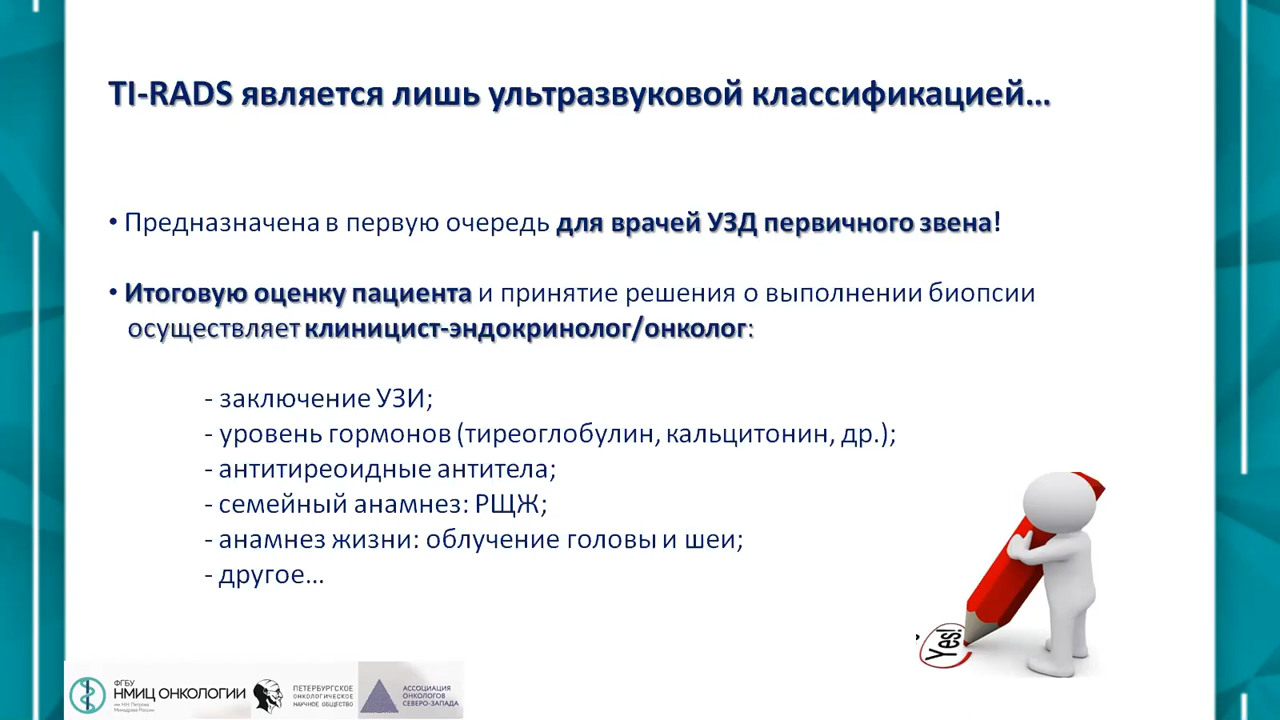 TI-RADS является лишь ультразвуковой классификацией...
• Предназначена в первую очередь для врачей УЗД первичного звена!
• Итоговую оценку пациента и принятие решения о выполнении биопсии
осуществляет клиницист-эндокринолог/онколог:
- заключение УЗИ;
- уровень гормонов (тиреоглобулин, кальцитонин, др.);
- антитиреоидные антитела;
- семейный анамнез: РЩЖ;
- анамнез жизни: облучение головы и шеи;
- другое...
Yes!
ФГБУ
НМИЦ ОНКОЛОГИИ
им. Н.Н. Петрова
Минздрава России
ПЕТЕРБУРГСКОЕ
ОНКОЛОГИЧЕСКОЕ
НАУЧНОЕ ОБЩЕСТВО
АССОЦИАЦИЯ
ОНКОЛОГОВ
СЕВЕРО-ЗАПАДА